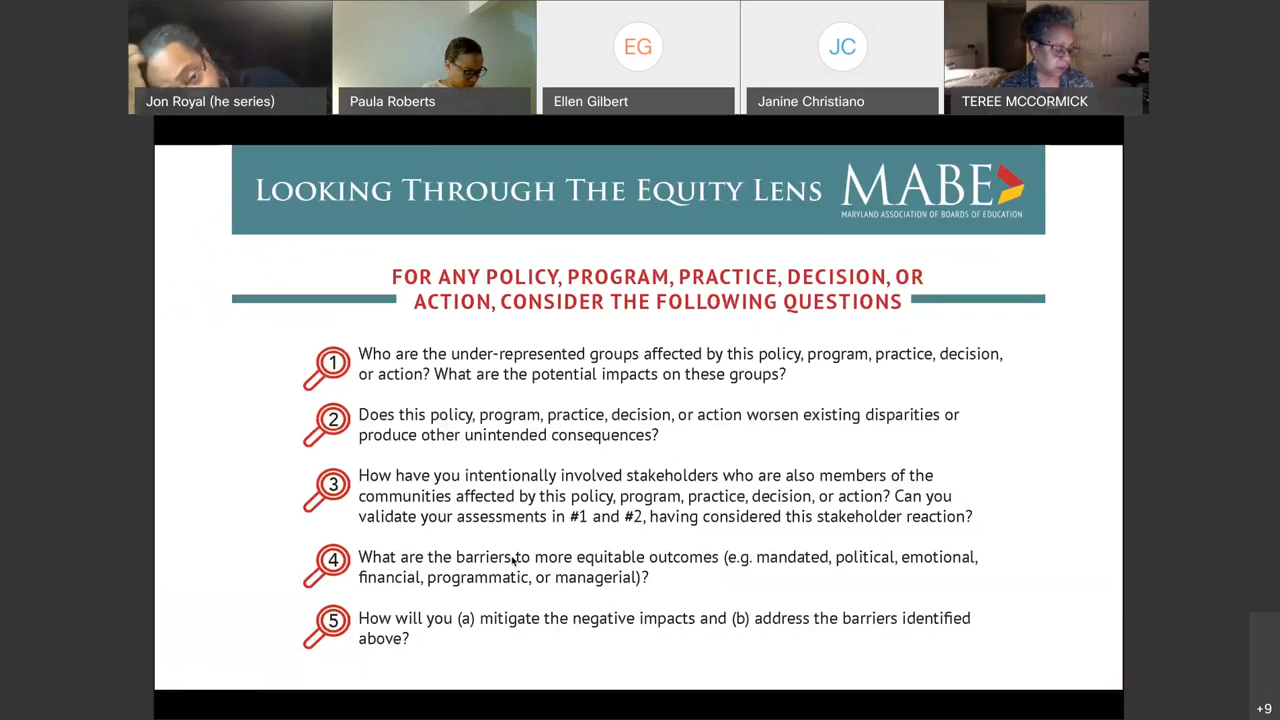 EG
JC
Jon Royal (he series)
Paula Roberts
Ellen Gilbert
Janine Christiano
TEREE MCCORMICK
LOOKING THROUGH THE EQUITY LENS
MABE
MARYLAND ASSOCIATION OF BOARDS OF EDUCATION
FOR ANY POLICY, PROGRAM, PRACTICE, DECISION, OR
ACTION, CONSIDER THE FOLLOWING QUESTIONS
1 Who are the under-represented groups affected by this policy, program, practice, decision,
or action? What are the potential impacts on these groups?
2 Does this policy, program, practice, decision, or action worsen existing disparities or
produce other unintended consequences?
3 How have you intentionally involved stakeholders who are also members of the
communities affected by this policy, program, practice, decision, or action? Can you
validate your assessments in #1 and #2, having considered this stakeholder reaction?
4 What are the barriers to more equitable outcomes (e.g. mandated, political, emotional,
financial, programmatic, or managerial)?
5 How will you (a) mitigate the negative impacts and (b) address the barriers identified
above?
+9